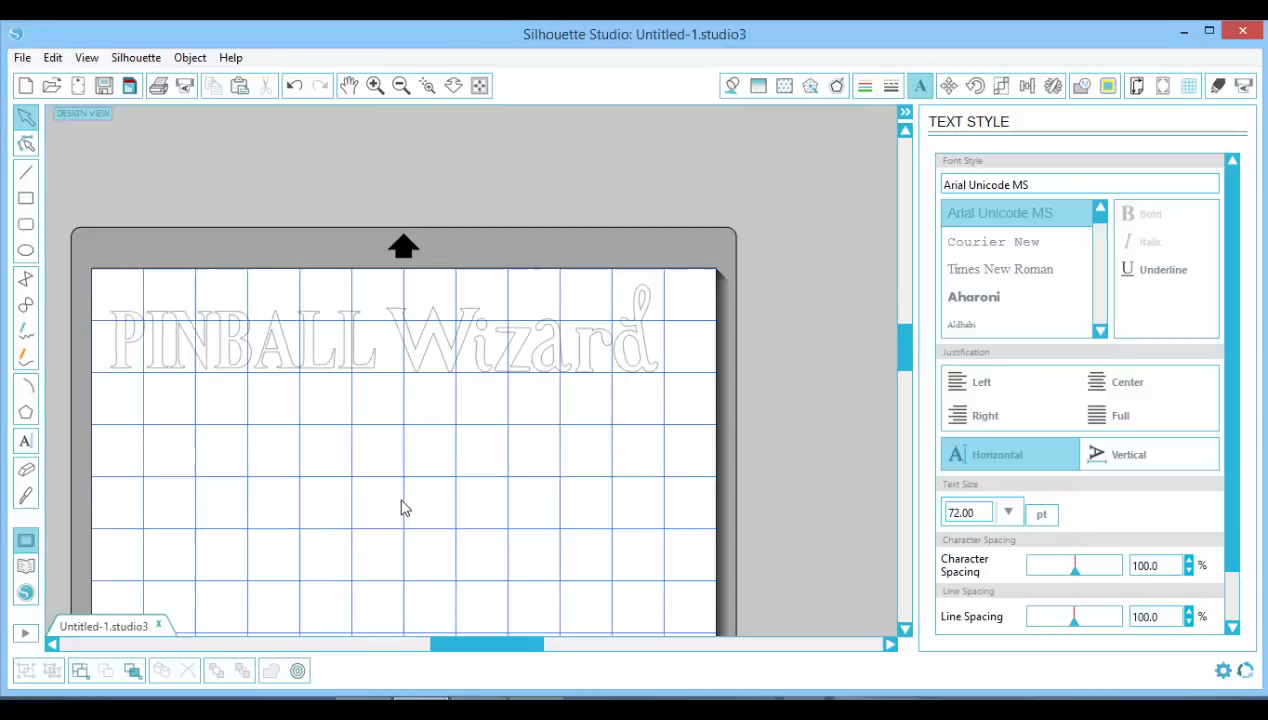 Silhouette Studio: Untitled-1.studio3
File Edit View Silhouette Object Help
DESIGN VIEW
PINBALL Wizard
Untitled-1.studio3 x
TEXT STYLE
Font Style
Arial Unicode MS
Arial Unicode MS
Courier New
Times New Roman
Aharoni
Aldhabi
B Bold
I Italic
U Underline
Justification
Left Center
Right Full
Horizontal Vertical
Text Size
72.00 pt
Character Spacing
Character Spacing 100.0 %
Line Spacing
Line Spacing 100.0 %